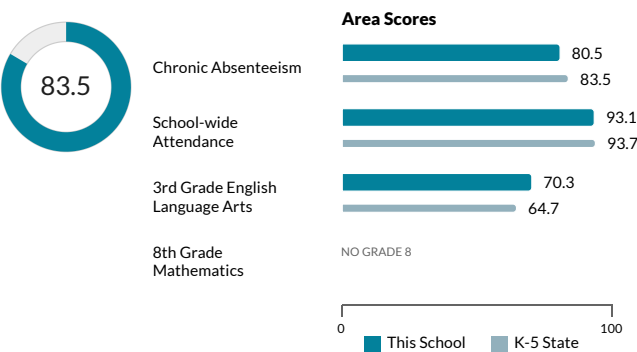 83.5
Area Scores
Chronic Absenteeism
80.5
83.5
School-wide
Attendance
93.1
93.7
3rd Grade English
Language Arts
70.3
64.7
8th Grade
Mathematics
NO GRADE 8
0
100
This School
K-5 State